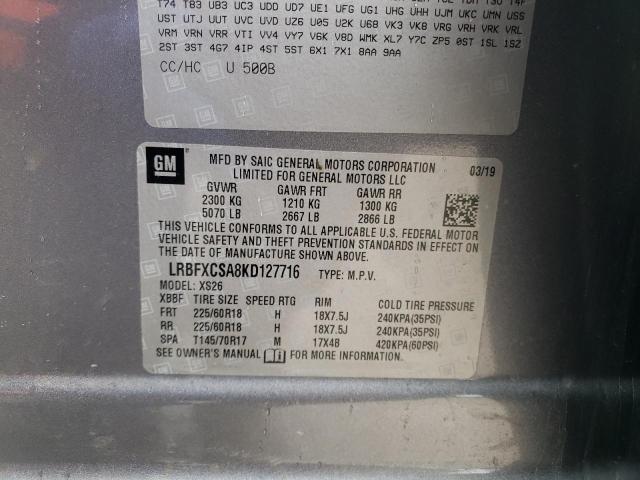 T74 TB3 UB3 UC3 UDD UD7 UE1 UFG UG1 UHG UHH UJM UKC UMN USS
UST UTJ UUT UVC UVD UZ6 U05 U2K U68 VK3 VK8 VRG VRH VRK VRL
VRM VRN VRR VTI VV4 VY7 V6K V8D WMK XL7 Y7C ZP5 0ST 1SL 1SZ
2ST 3ST 4G7 4IP 4ST 5ST 6X1 7X1 8AA 9AA
CC/HC U 500B
GM
MFD BY SAIC GENERAL MOTORS CORPORATION 03/19
LIMITED FOR GENERAL MOTORS LLC
GVWR GAWR FRT GAWR RR
2300 KG 1210 KG 1300 KG
5070 LB 2667 LB 2866 LB
THIS VEHICLE CONFORMS TO ALL APPLICABLE U.S. FEDERAL MOTOR
VEHICLE SAFETY AND THEFT PREVENTION STANDARDS IN EFFECT ON
THE DATE OF MANUFACTURE SHOWN ABOVE.
LRBFXCSA8KD127716 TYPE: M.P.V.
MODEL: XS26
XBBF TIRE SIZE SPEED RTG RIM COLD TIRE PRESSURE
FRT 225/60R18 H 18X7.5J 240KPA(35PSI)
RR 225/60R18 H 18X7.5J 240KPA(35PSI)
SPA T145/70R17 M 17X4B 420KPA(60PSI)
SEE OWNER'S MANUAL FOR MORE INFORMATION.